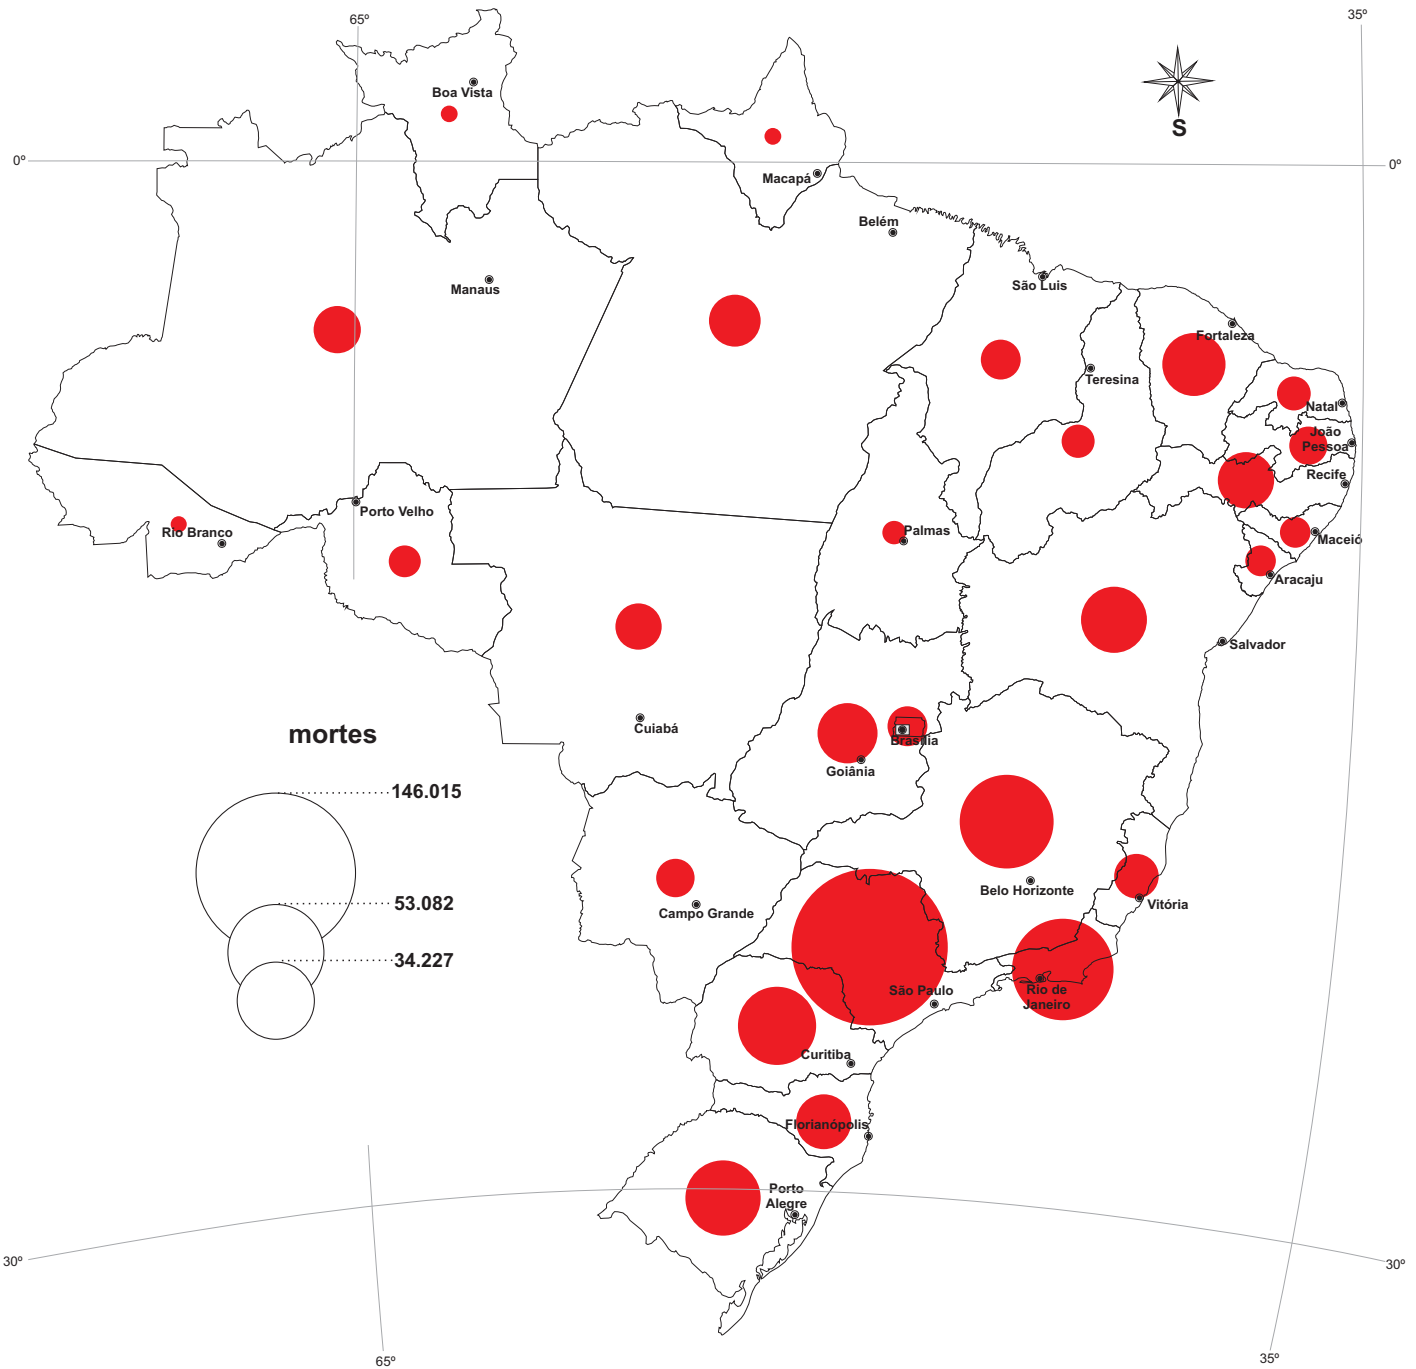 65º
35º
Boa Vista
S
0º
0º
Macapá
Belém
São Luis
Manaus
Fortaleza
Teresina
Natal
João
Pessoa
Recife
Porto Velho
Rio Branco
Palmas
Maceió
Aracaju
Salvador
Cuiabá
mortes
Brasília
Goiânia
146.015
Belo Horizonte
53.082
Vitória
Campo Grande
34.227
São Paulo
Rio de
Janeiro
Curitiba
Florianópolis
Porto
Alegre
30º
30º
65º
35º